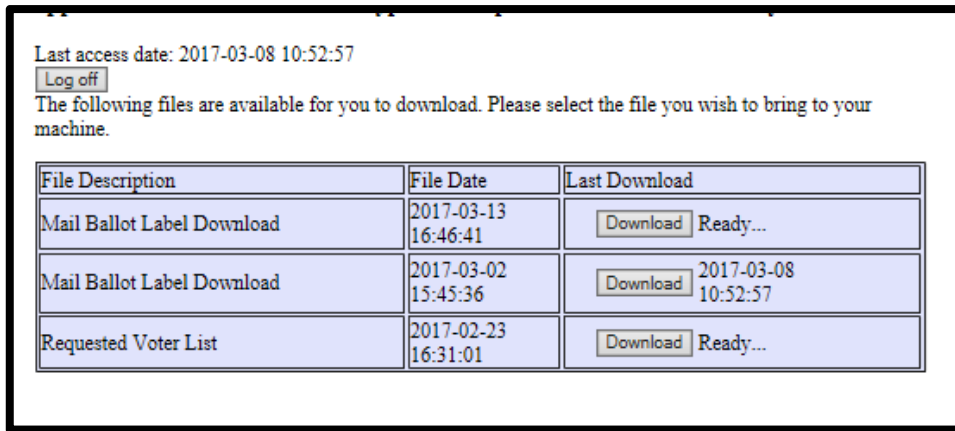 Last access date: 2017-03-08 10:52:57
Log off
The following files are available for you to download. Please select the file you wish to bring to your
machine.
File Description File Date Last Download
Mail Ballot Label Download 2017-03-13 16:46:41 Download Ready...
Mail Ballot Label Download 2017-03-02 15:45:36 Download 2017-03-08 10:52:57
Requested Voter List 2017-02-23 16:31:01 Download Ready...